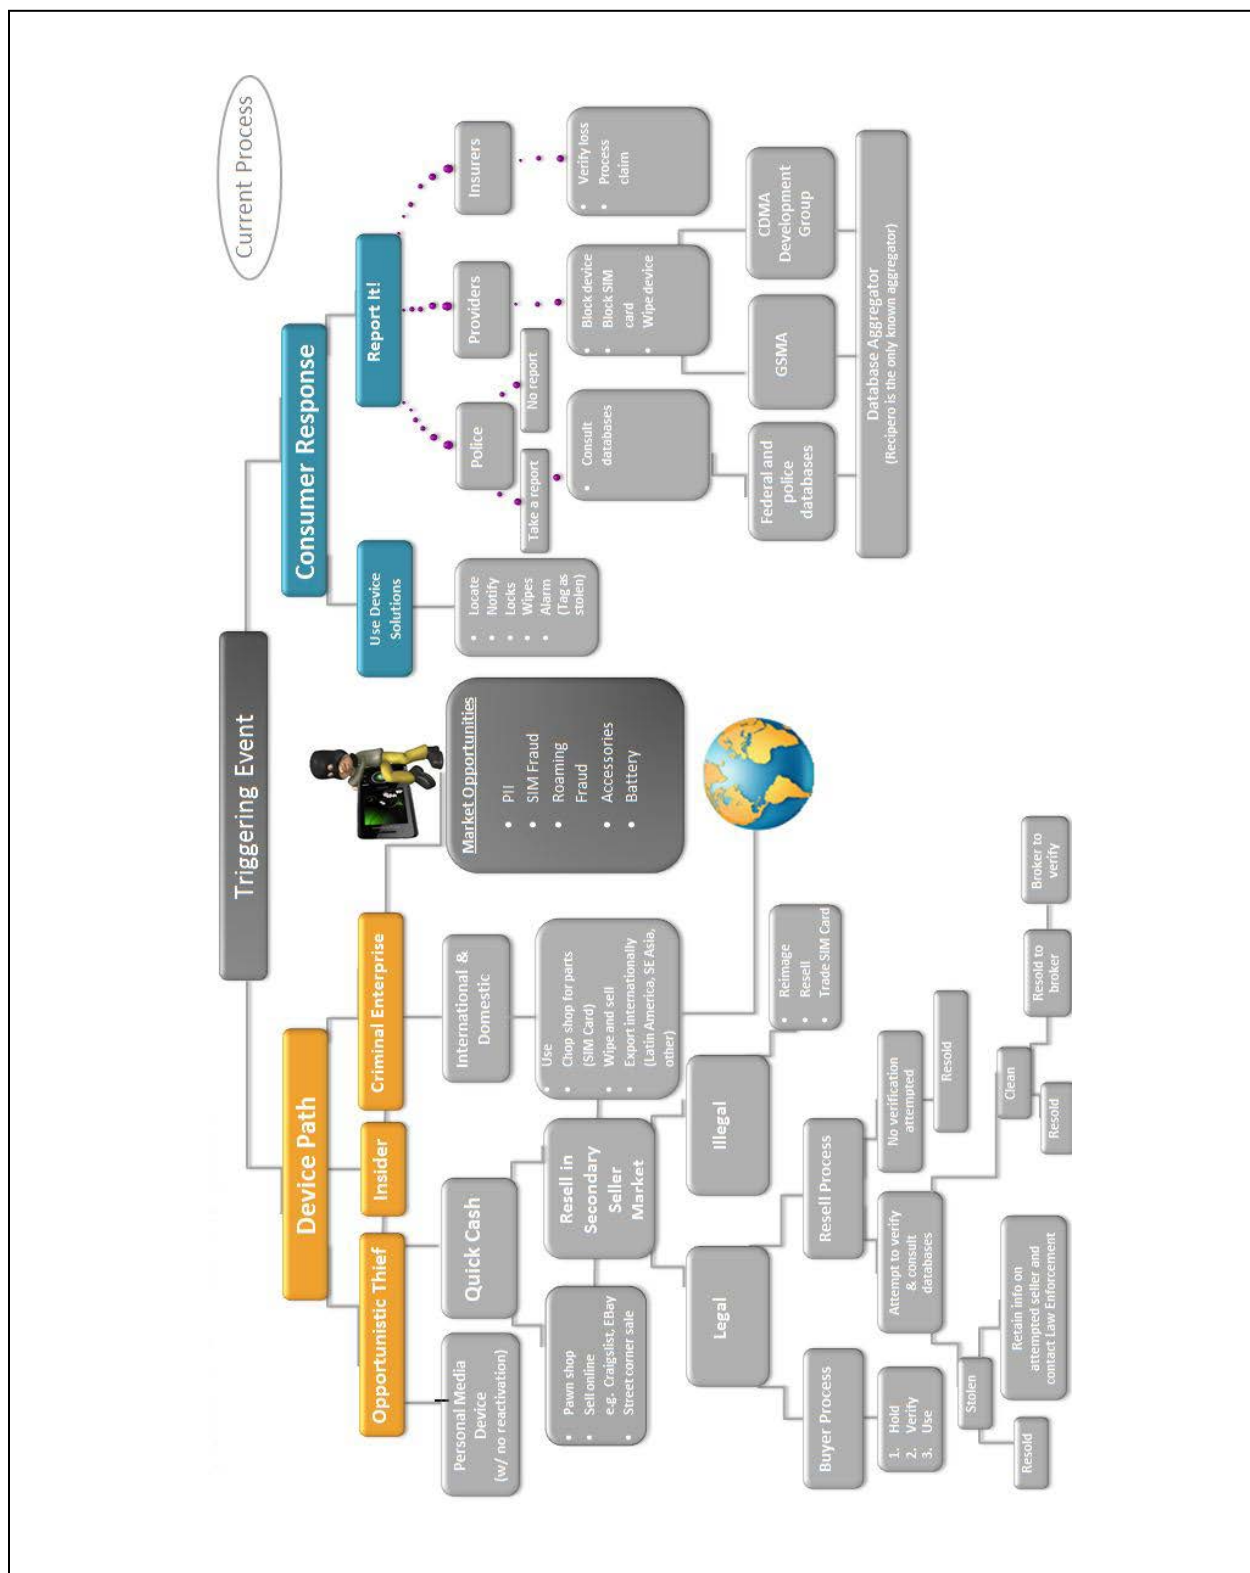 Current Process
Triggering Event
Device Path
Consumer Response
Opportunistic Thief
Insider
Criminal Enterprise
Use Device
Solutions
Report It!
Personal Media
Device
(w/ no reactivation)
Quick Cash
International &
Domestic
Market Opportunities
• PII
• SIM Fraud
• Roaming
Fraud
• Accessories
• Battery
• Locate
• Notify
• Locks
• Wipes
• Alarm
(Tag as
stolen)
Police
Providers
Insurers
Take a report
No report
• Pawn shop
• Sell online
e.g. Craigslist, EBay
• Street corner sale
Resell in
Secondary
Seller
Market
• Use
• Chop shop for parts
(SIM Card)
• Wipe and sell
• Export internationally
(Latin America, SE Asia,
other)
• Consult
databases
• Block device
• Block SIM
card
• Wipe device
• Verify loss
• Process
claim
Legal
Illegal
Federal and
police
databases
GSMA
CDMA
Development
Group
• Reimage
• Resell
• Trade SIM Card
Database Aggregator
(Recipero is the only known aggregator)
Buyer Process
Resell Process
1. Hold
2. Verify
3. Use
Attempt to verify
& consult
databases
No verification
attempted
Resold
Stolen
Clean
Resold to
broker
Broker to
verify
Resold
Retain info on
attempted seller and
contact Law Enforcement
Resold